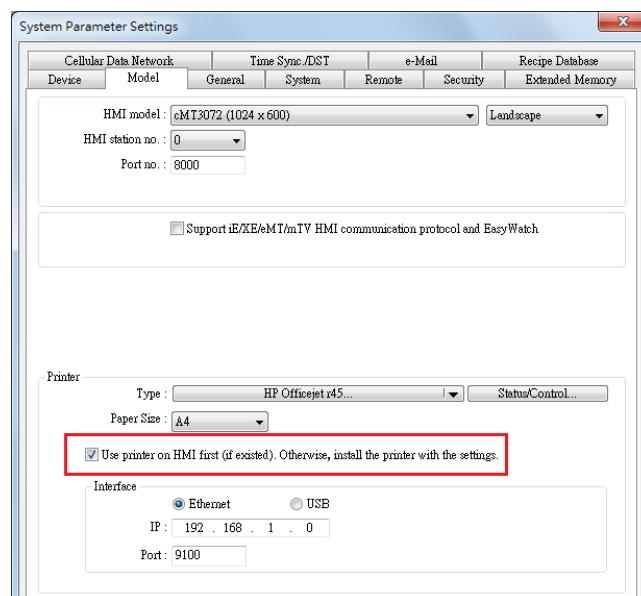 System Parameter Settings
Cellular Data Network Time Sync./DST e-Mail Recipe Database
Device Model General System Remote Security Extended Memory
HMI model : cMT3072 (1024 x 600) Landscape
HMI station no. : 0
Port no. : 8000
Support iE/XE/eMT/mTV HMI communication protocol and EasyWatch
Printer
Type : HP Officejet r45... Status/Control...
Paper Size : A4
Use printer on HMI first (if existed). Otherwise, install the printer with the settings.
Interface
Ethernet USB
IP : 192 . 168 . 1 . 0
Port : 9100